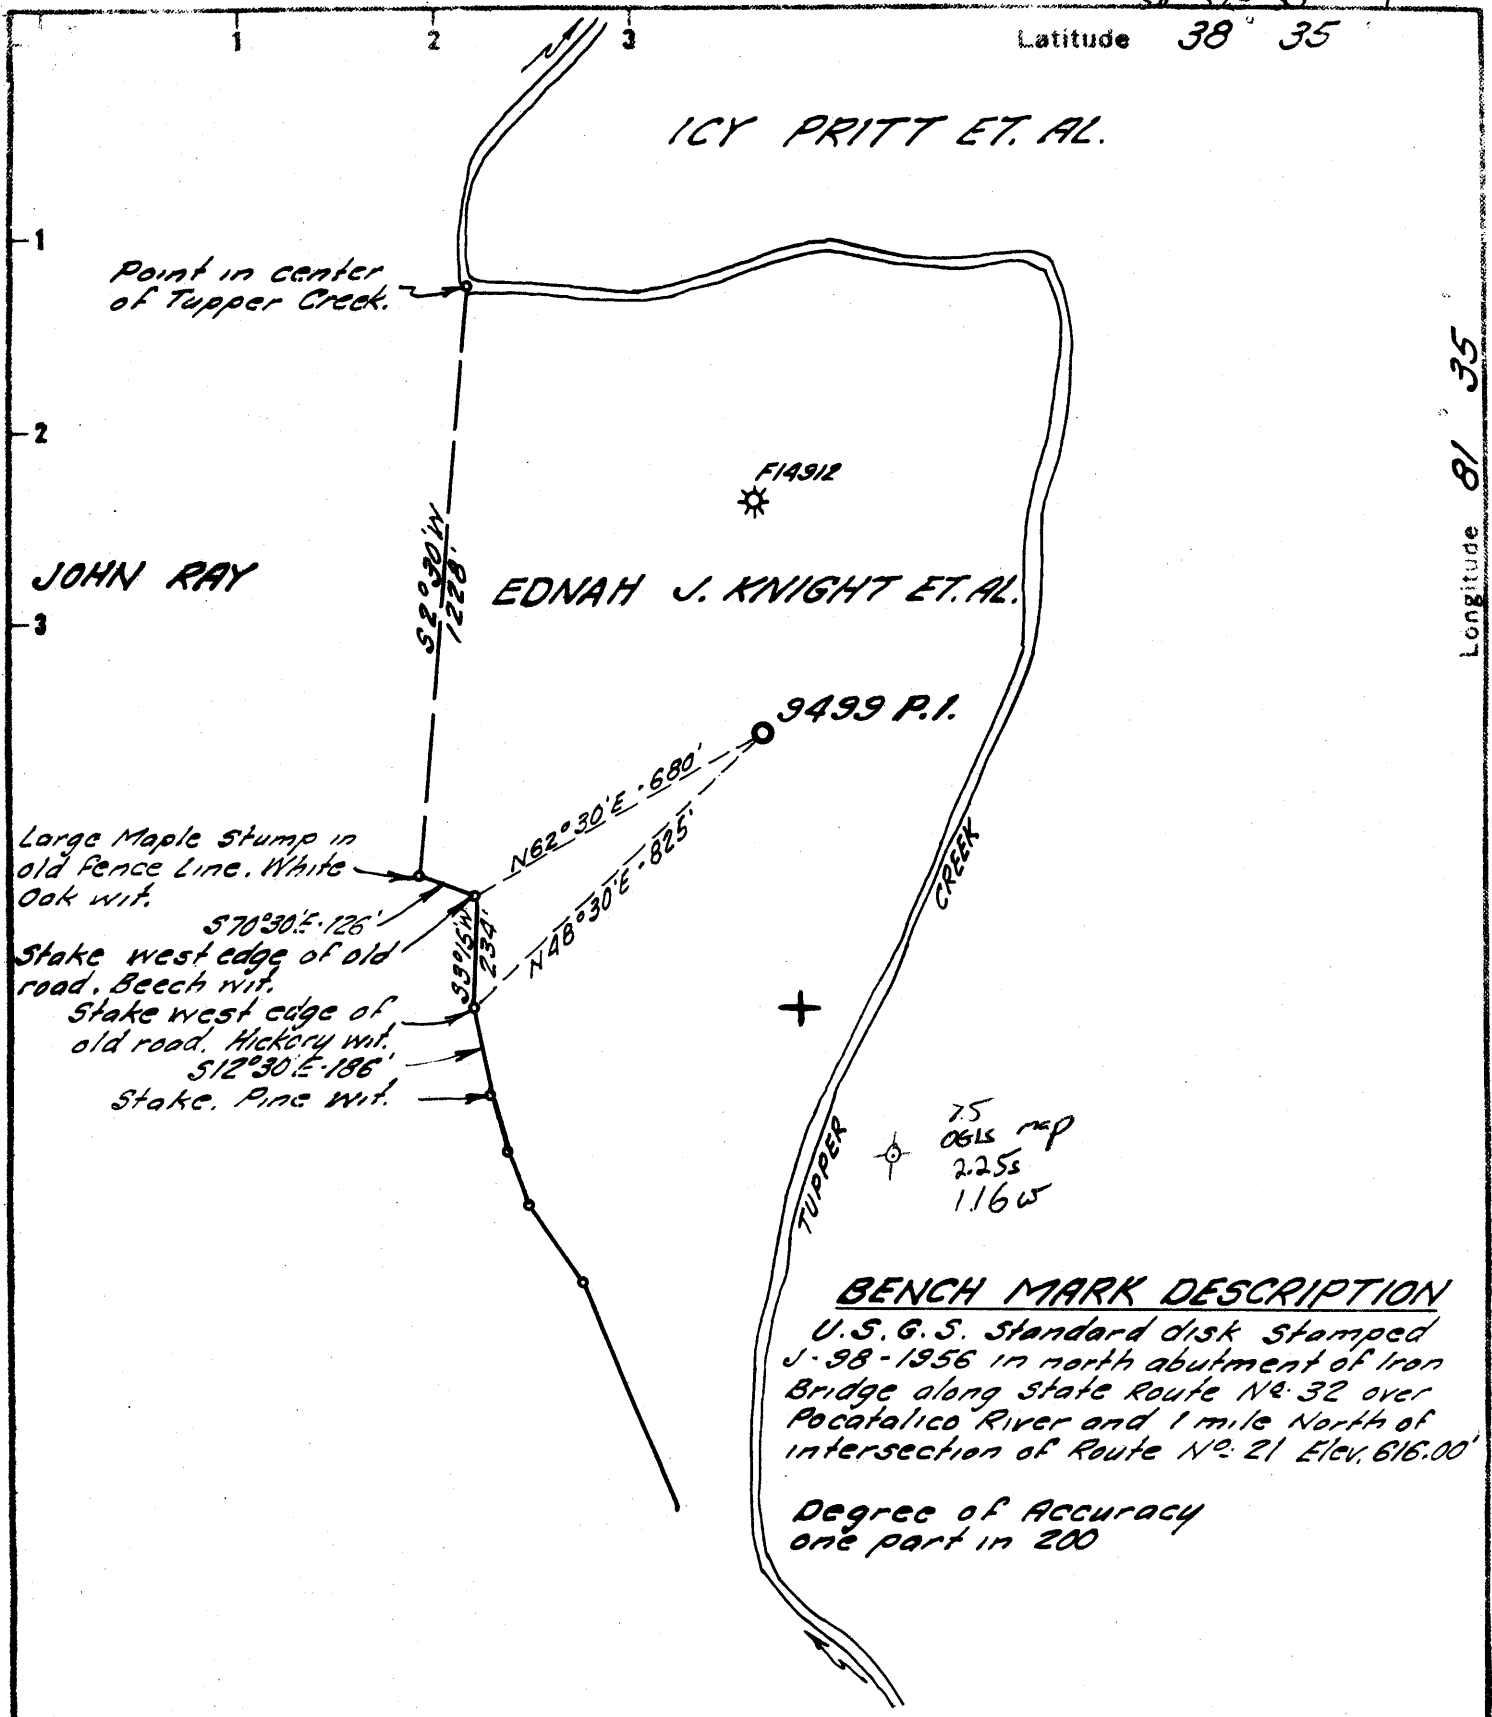 1
2
3
Latitude 38° 35'
ICY PRITT ET. AL.
1
Point in center
of Tupper Creek.
2
Longitude 81° 35'
F14912
S2°30'W
1228'
JOHN RAY
EDNAH J. KNIGHT ET. AL.
3
9499 P.I.
N62°30'E - 680'
N48°30'E - 825'
Large Maple Stump in
old Fence Line. White
Oak wit.
S70°30'E - 126'
Stake west edge of old
road. Beech wit.
S3°15'W
234'
Stake west edge of
old road. Hickory wit.
S12°30'E - 186'
Stake. Pine wit.
CREEK
TUPPER
7.5
OGIS map
2.25s
1.16 w
BENCH MARK DESCRIPTION
U.S.G.S. Standard disk Stamped
J-98-1956 in north abutment of Iron
Bridge along State Route No. 32 over
Pocatalico River and 1 mile North of
intersection of Route No. 21 Elev. 616.00'
Degree of Accuracy
one part in 200